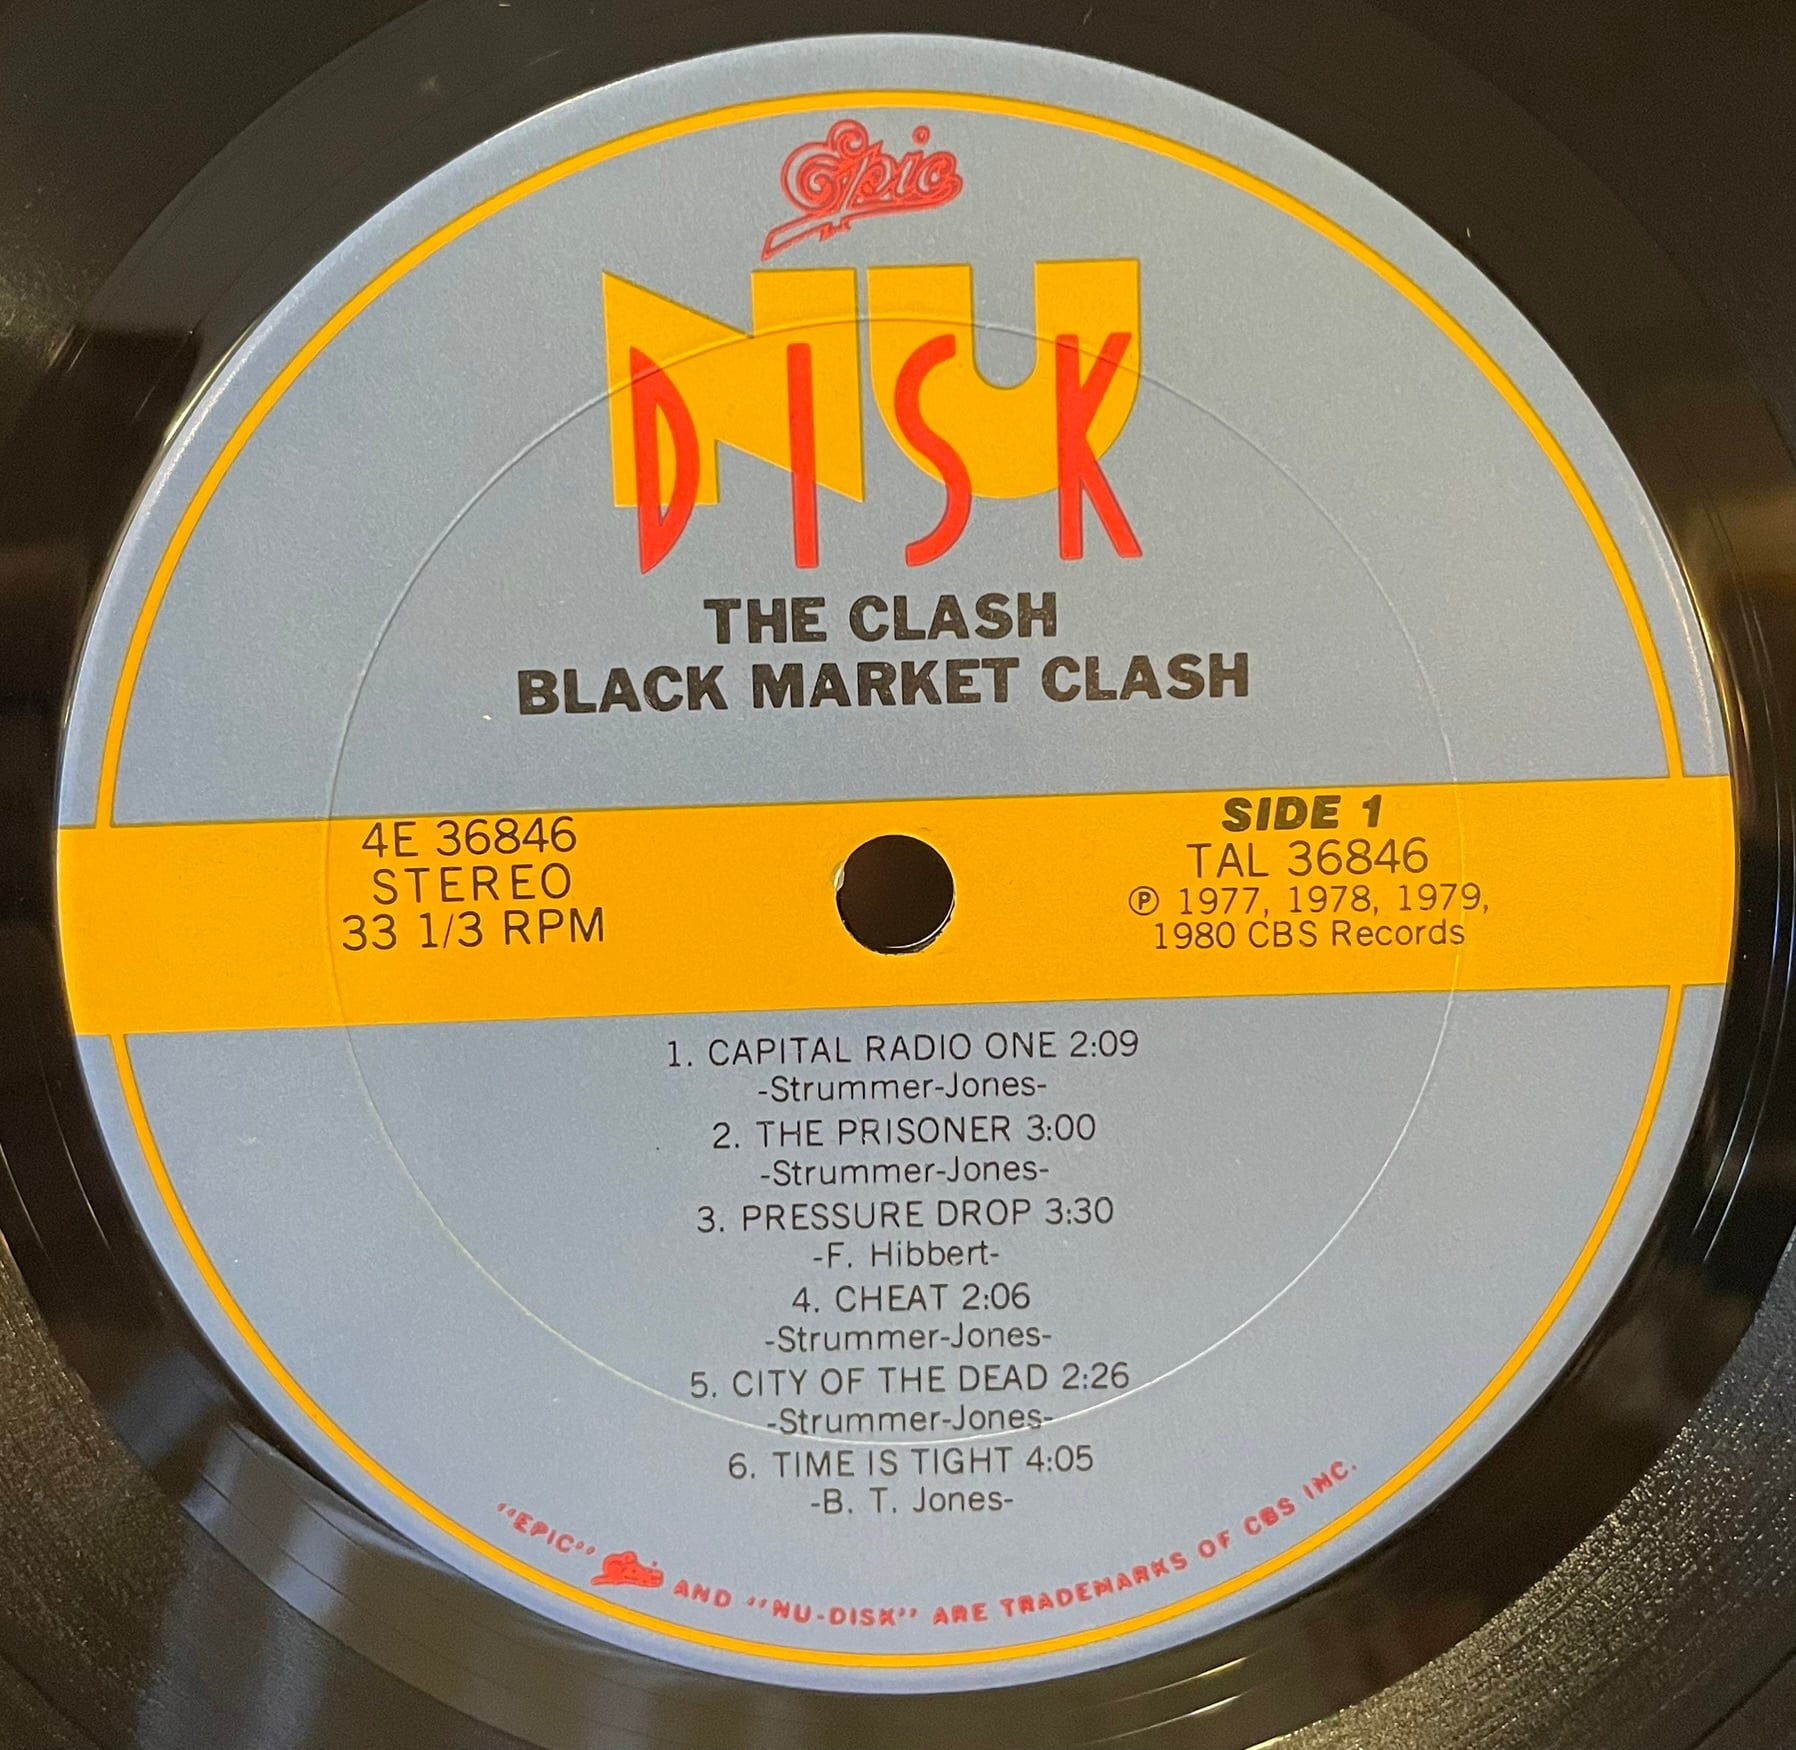 Epic
NU
DISK
THE CLASH
BLACK MARKET CLASH
4E 36846
STEREO
33 1/3 RPM
SIDE 1
TAL 36846
Ⓟ 1977, 1978, 1979,
1980 CBS Records
1. CAPITAL RADIO ONE 2:09
-Strummer-Jones-
2. THE PRISONER 3:00
-Strummer-Jones-
3. PRESSURE DROP 3:30
-F. Hibbert-
4. CHEAT 2:06
-Strummer-Jones-
5. CITY OF THE DEAD 2:26
-Strummer-Jones-
6. TIME IS TIGHT 4:05
-B. T. Jones-
"EPIC" Epic AND "NU-DISK" ARE TRADEMARKS OF CBS INC.